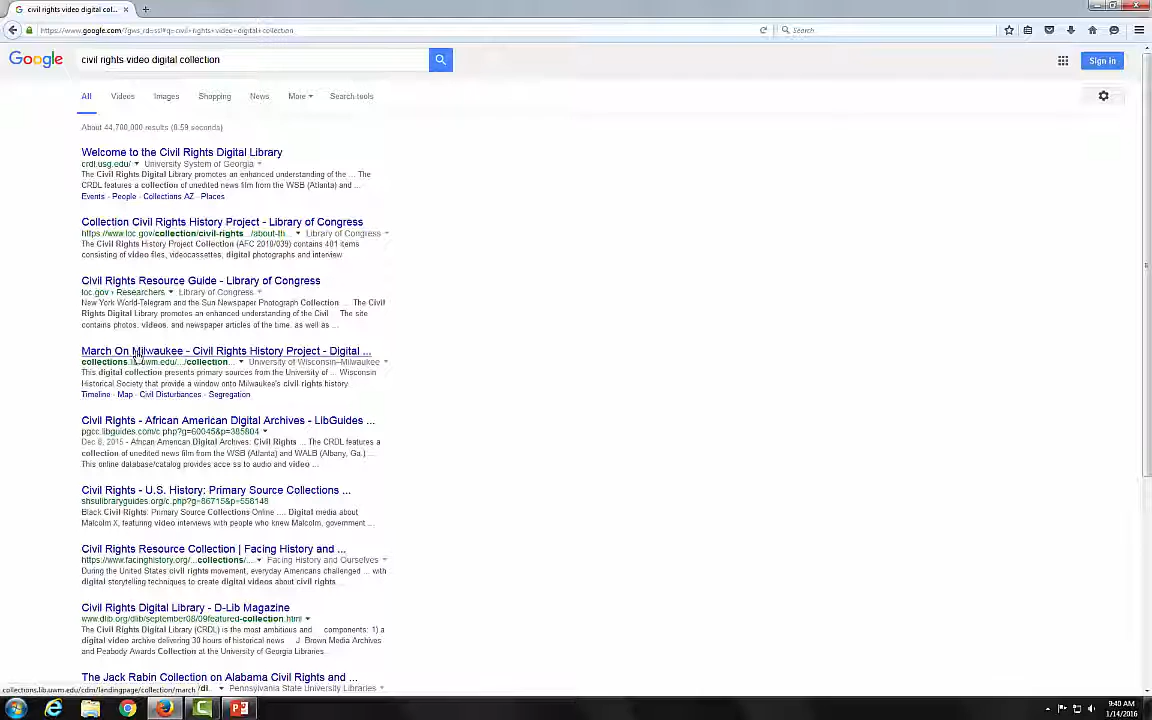 civil rights video digital col...
https://www.google.com/?gws_rd=ssl#q=civil+rights+video+digital+collection
Search
Google
civil rights video digital collection
Sign in
All Videos Images Shopping News More Search tools
About 44,700,000 results (0.59 seconds)
Welcome to the Civil Rights Digital Library
crdl.usg.edu/ University System of Georgia
The Civil Rights Digital Library promotes an enhanced understanding of the ... The
CRDL features a collection of unedited news film from the WSB (Atlanta) and ...
Events - People - Collections AZ - Places
Collection Civil Rights History Project - Library of Congress
https://www.loc.gov/collection/civil-rights.../about-th... Library of Congress
The Civil Rights History Project Collection (AFC 2010/039) contains 401 items
consisting of video files, videocassettes, digital photographs and interview
Civil Rights Resource Guide - Library of Congress
loc.gov › Researchers Library of Congress
New York World-Telegram and the Sun Newspaper Photograph Collection ... The Civil
Rights Digital Library promotes an enhanced understanding of the Civil The site
contains photos, videos, and newspaper articles of the time, as well as ...
March On Milwaukee - Civil Rights History Project - Digital ...
collections.lib.uwm.edu/.../collection... University of Wisconsin–Milwaukee
This digital collection presents primary sources from the University of ... Wisconsin
Historical Society that provide a window onto Milwaukee's civil rights history.
Timeline - Map - Civil Disturbances - Segregation
Civil Rights - African American Digital Archives - LibGuides ...
pgcc.libguides.com/c.php?g=60045&p=385804
Dec 8, 2015 - African American Digital Archives: Civil Rights ... The CRDL features a
collection of unedited news film from the WSB (Atlanta) and WALB (Albany, Ga.) ...
This online database/catalog provides acce ss to audio and video ...
Civil Rights - U.S. History: Primary Source Collections ...
shslibraryguides.org/c.php?g=86715&p=558148
Black Civil Rights: Primary Source Collections Online .... Digital media about
Malcolm X, featuring video interviews with people who knew Malcolm, government ...
Civil Rights Resource Collection | Facing History and ...
https://www.facinghistory.org/...collections/... Facing History and Ourselves
During the United States civil rights movement, everyday Americans challenged ... with
digital storytelling techniques to create digital videos about civil rights.
Civil Rights Digital Library - D-Lib Magazine
www.dlib.org/dlib/september08/09featured-collection.html
The Civil Rights Digital Library (CRDL) is the most ambitious and components: 1) a
digital video archive delivering 30 hours of historical news J. Brown Media Archives
and Peabody Awards Collection at the University of Georgia Libraries.
The Jack Rabin Collection on Alabama Civil Rights and ...
collections.lib.uwm.edu/cdm/landingpage/collection/march /di... Pennsylvania State University Libraries
9:40 AM
1/14/2016